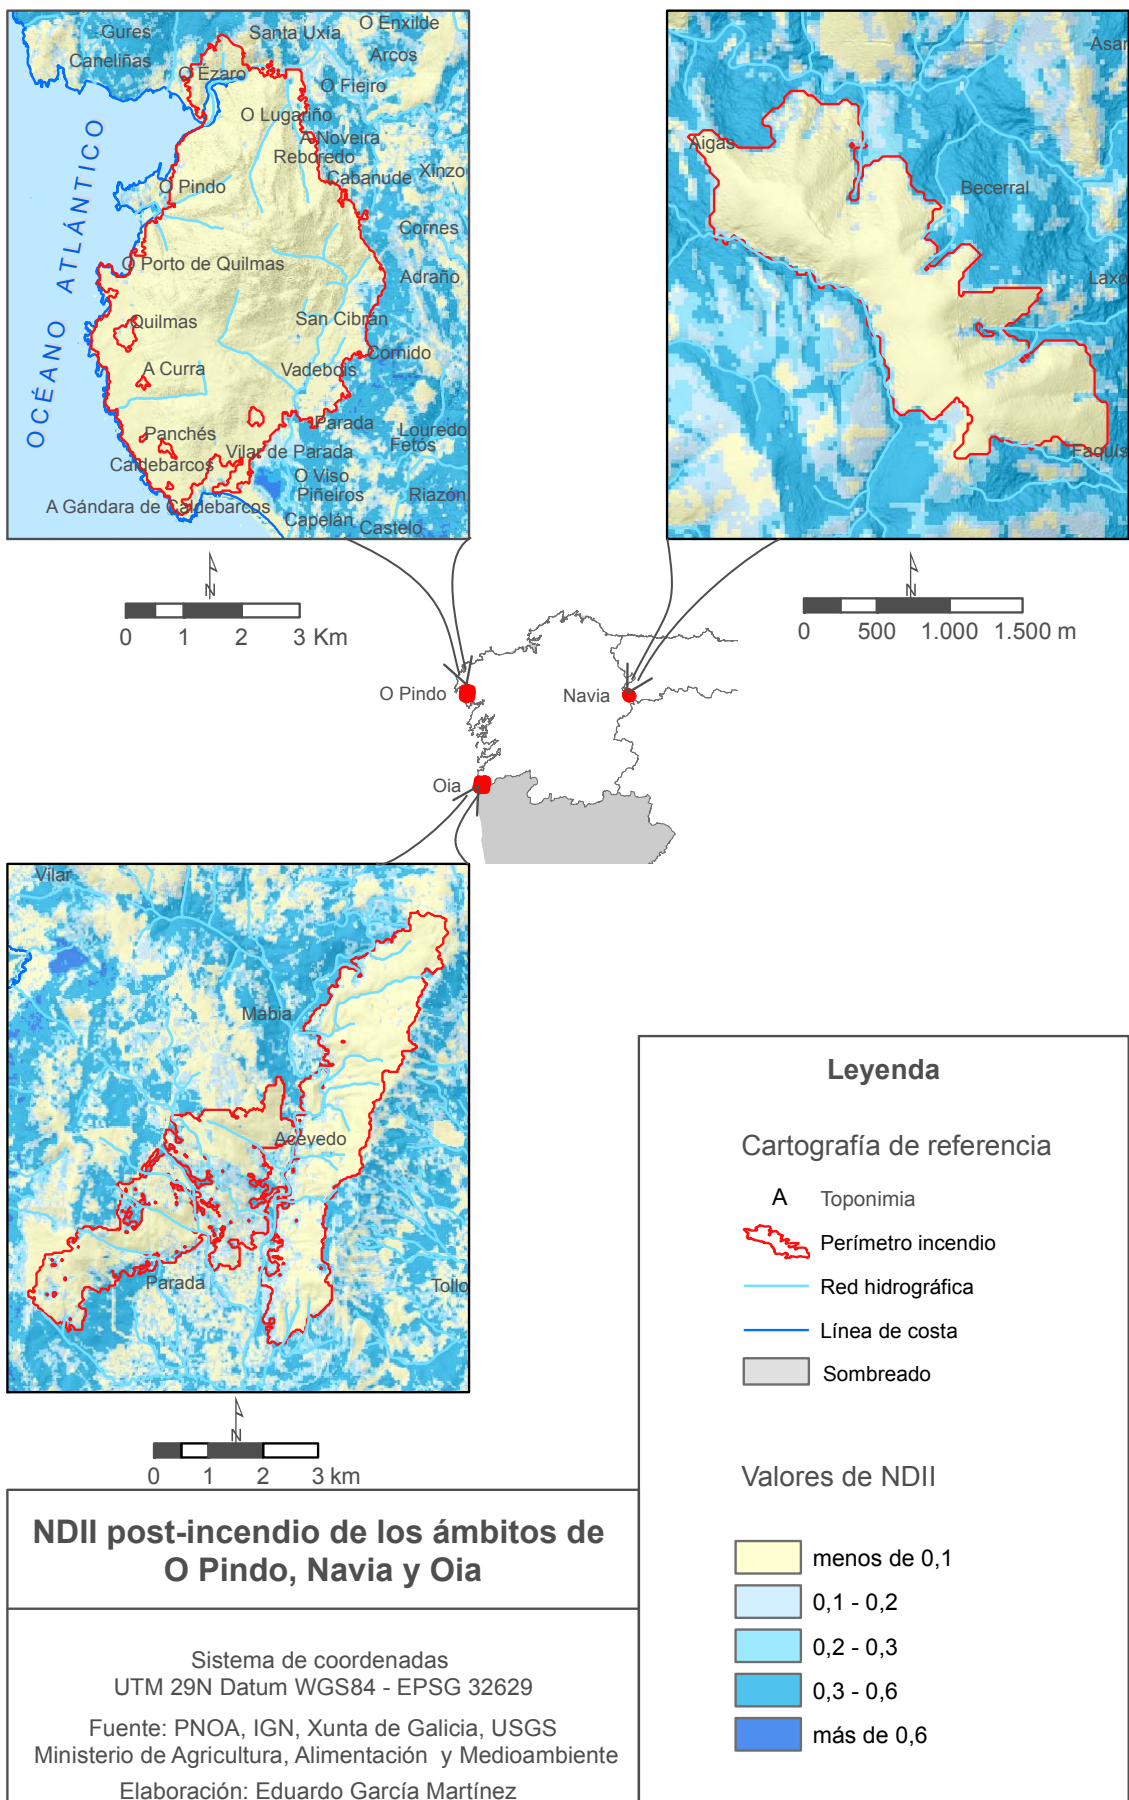 Gures
Santa Uxía
O Enxilde
Caneliñas
Arcos
O Ézaro
O Fieiro
O Lugariño
A Noveira
Reboredo
Cabanude
Xinzo
O Pindo
Cornes
O Porto de Quilmas
Adraño
Quilmas
San Cibrán
Cornido
A Curra
Vadebois
Panchés
Parada
Louredo
Fetós
Caldebarcos
Vilar de Parada
O Viso
Piñeiros
Riazón
A Gándara de Caldebarcos
Capelán
Castelo
OCÉANO ATLÁNTICO
N
0 1 2 3 Km
Asar
Aigas
Becerral
Laxo
Faquis
N
0 500 1.000 1.500 m
O Pindo
Navia
Oia
Vilar
Mabia
Acevedo
Parada
Tollo
N
0 1 2 3 km
NDII post-incendio de los ámbitos de
O Pindo, Navia y Oia
Sistema de coordenadas
UTM 29N Datum WGS84 - EPSG 32629
Fuente: PNOA, IGN, Xunta de Galicia, USGS
Ministerio de Agricultura, Alimentación y Medioambiente
Elaboración: Eduardo García Martínez
Leyenda
Cartografía de referencia
A Toponimia
Perímetro incendio
Red hidrográfica
Línea de costa
Sombreado
Valores de NDII
menos de 0,1
0,1 - 0,2
0,2 - 0,3
0,3 - 0,6
más de 0,6